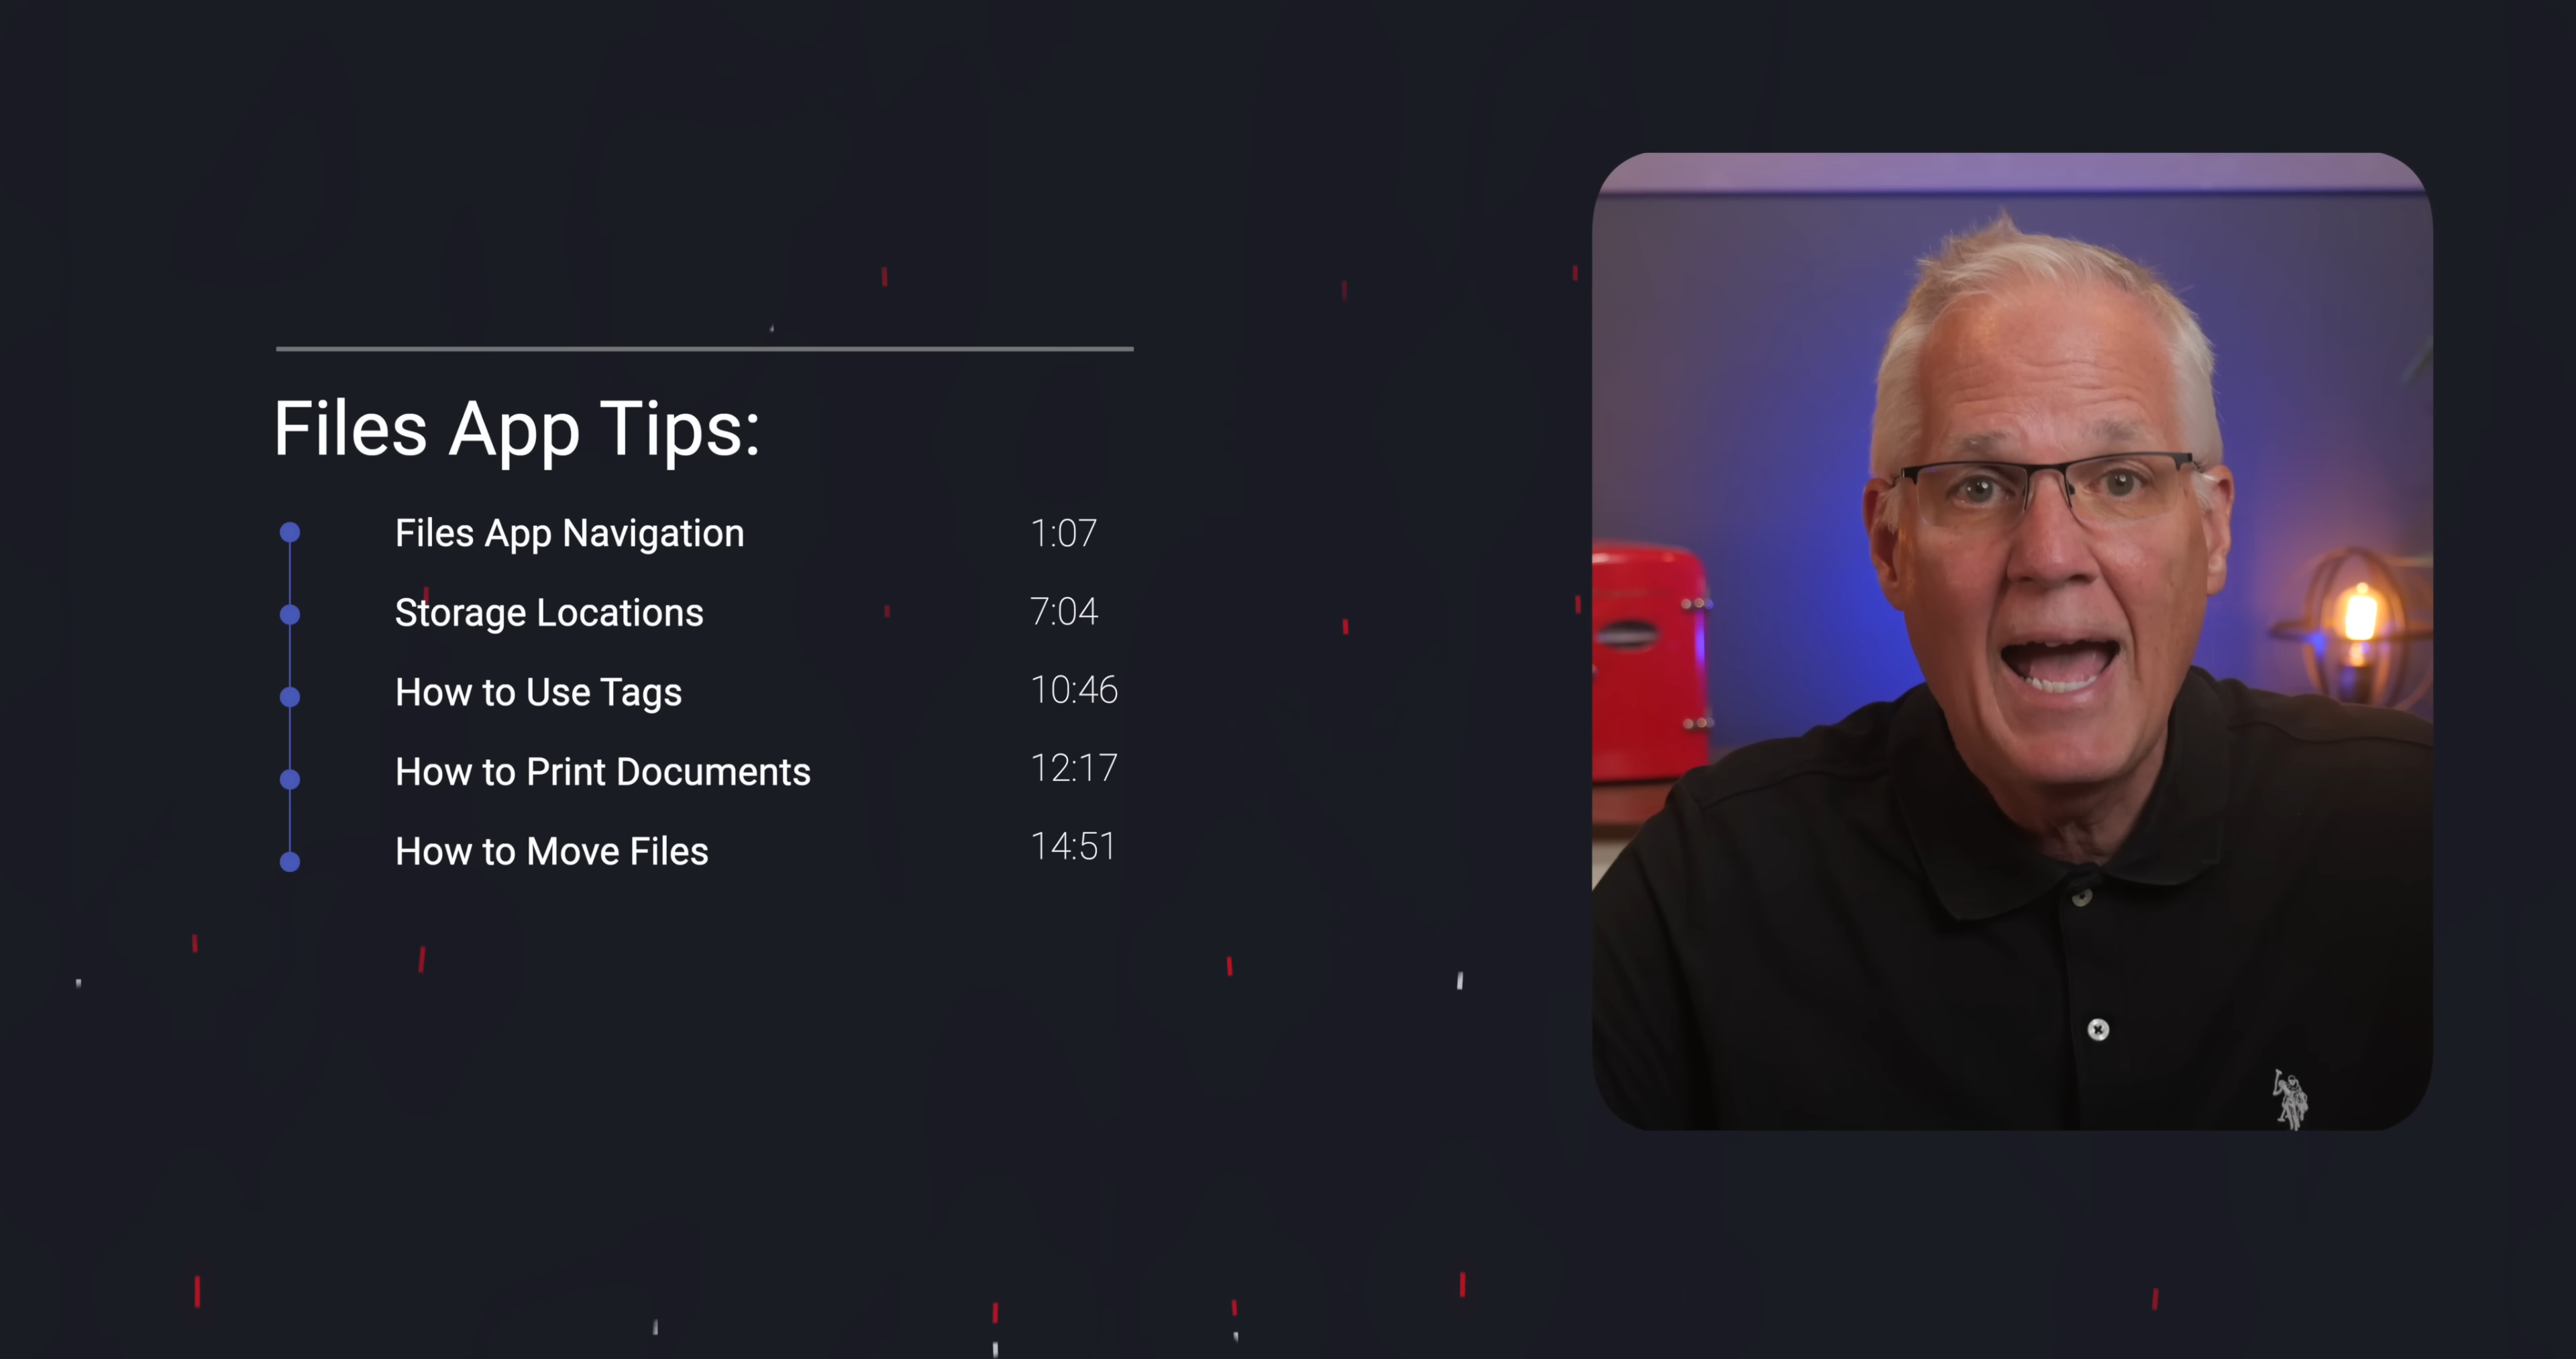 Files App Tips:
Files App Navigation 1:07
Storage Locations 7:04
How to Use Tags 10:46
How to Print Documents 12:17
How to Move Files 14:51